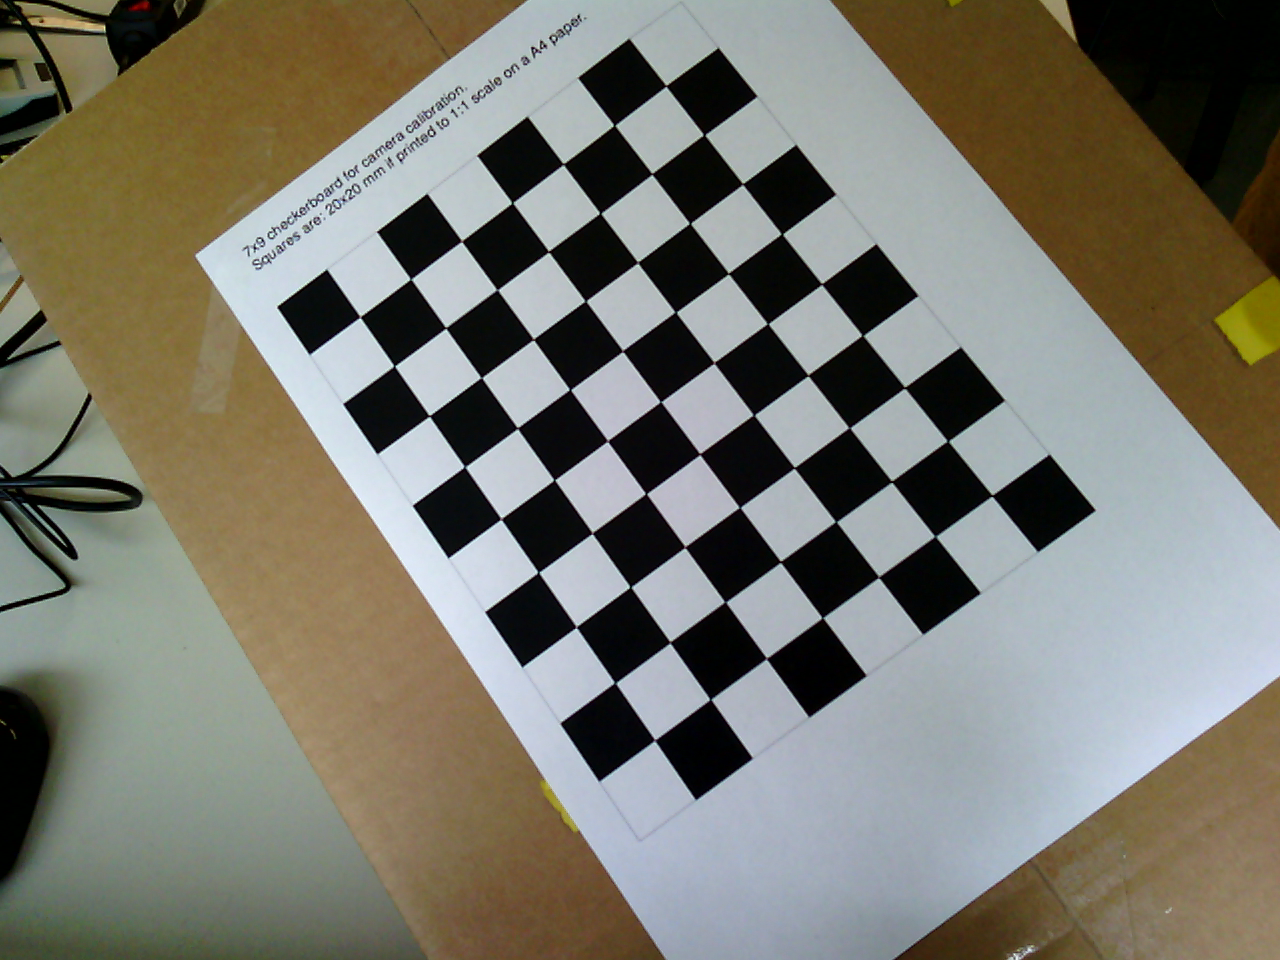 7x9 checkerboard for camera calibration.
Squares are: 20x20 mm if printed to 1:1 scale on a A4 paper.